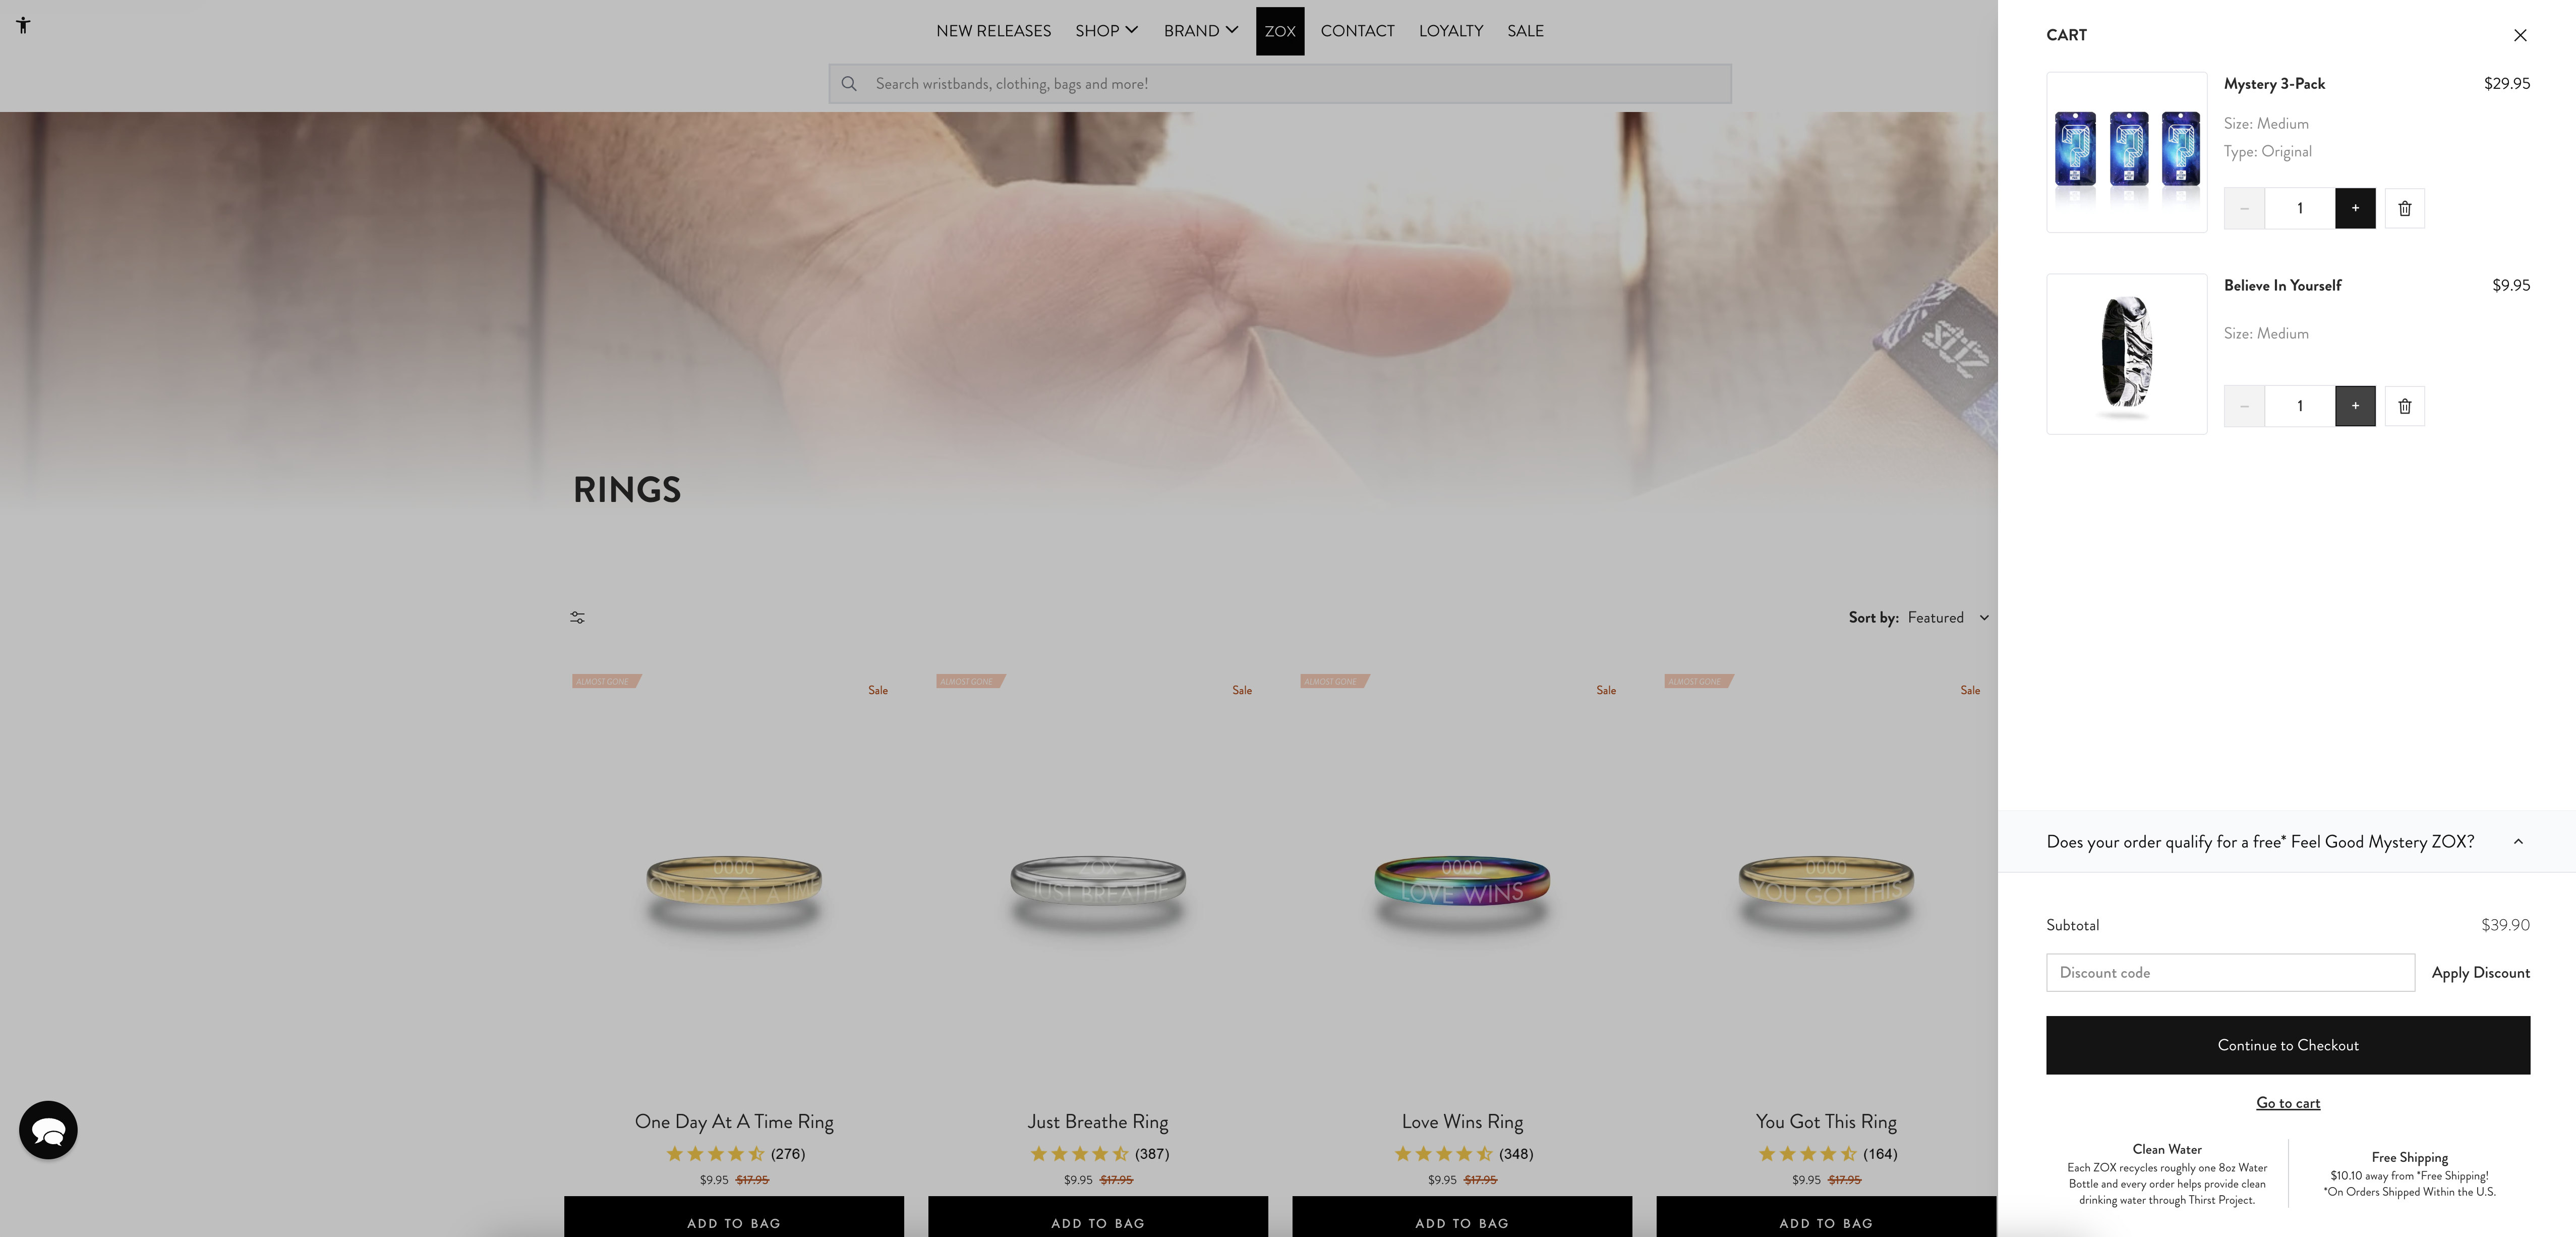 NEW RELEASES SHOP BRAND ZOX CONTACT LOYALTY SALE
Search wristbands, clothing, bags and more!
RINGS
Sort by: Featured
ALMOST GONE Sale
ALMOST GONE Sale
ALMOST GONE Sale
ALMOST GONE Sale
0000
ONE DAY AT A TIME
ZOX
JUST BREATHE
0000
LOVE WINS
0000
YOU GOT THIS
One Day At A Time Ring
(276)
$9.95 $17.95
ADD TO BAG
Just Breathe Ring
(387)
$9.95 $17.95
ADD TO BAG
Love Wins Ring
(348)
$9.95 $17.95
ADD TO BAG
You Got This Ring
(164)
$9.95 $17.95
ADD TO BAG
CART
Mystery 3-Pack $29.95
Size: Medium
Type: Original
− 1 +
Believe In Yourself $9.95
Size: Medium
− 1 +
Does your order qualify for a free* Feel Good Mystery ZOX?
Subtotal $39.90
Discount code Apply Discount
Continue to Checkout
Go to cart
Clean Water
Each ZOX recycles roughly one 8oz Water
Bottle and every order helps provide clean
drinking water through Thirst Project.
Free Shipping
$10.10 away from *Free Shipping!
*On Orders Shipped Within the U.S.